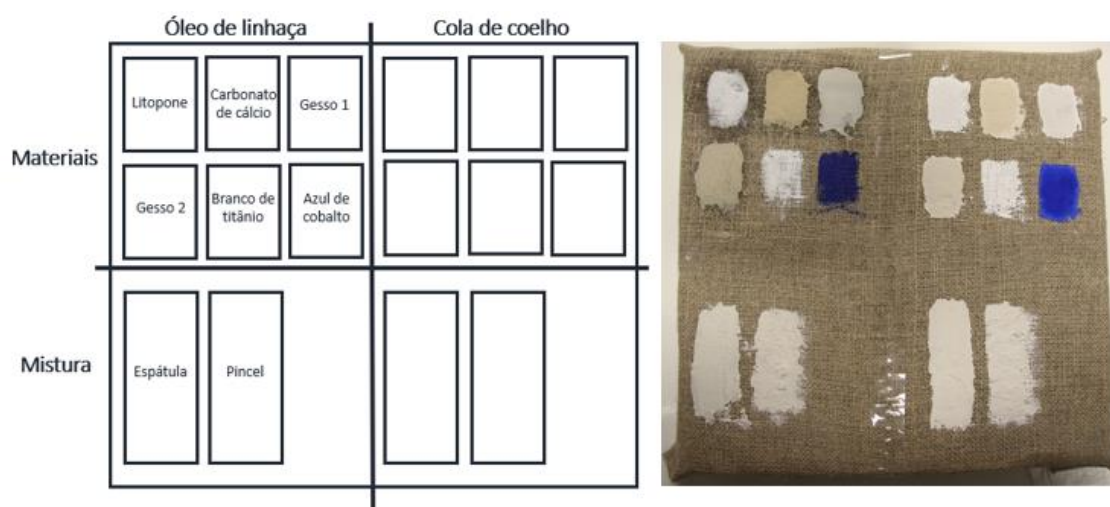 Óleo de linhaça
Cola de coelho
Materiais
Litopone
Carbonato
de cálcio
Gesso 1
Gesso 2
Branco de
titânio
Azul de
cobalto
Mistura
Espátula
Pincel